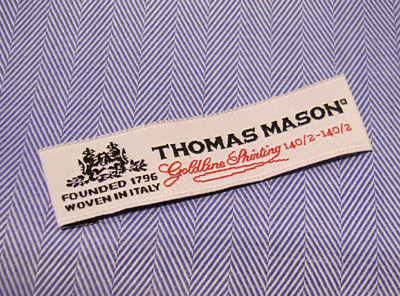 THOMAS MASON®
GoldLine Shirting 140/2-140/2
FOUNDED 1796
WOVEN IN ITALY